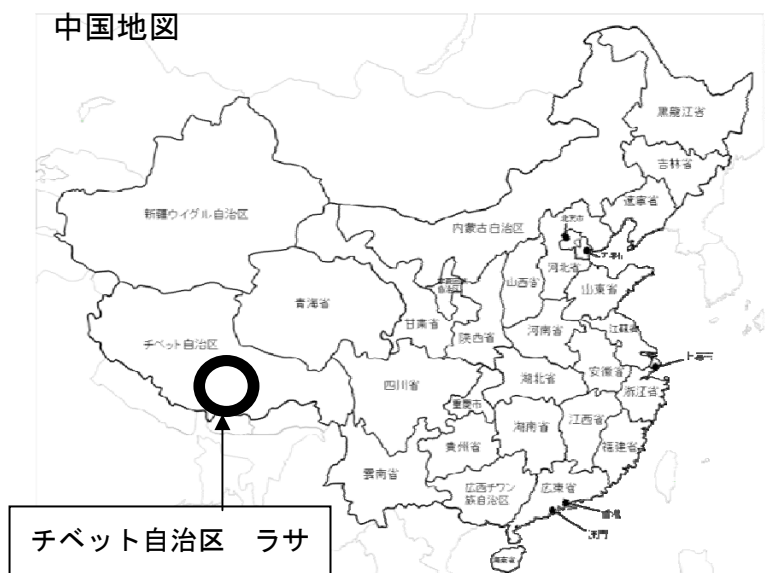 中国地図
黒龍江省
吉林省
遼寧省
新疆ウイグル自治区
内蒙古自治区
北京市
河北省
山西省
山東省
青海省
甘粛省
陝西省
河南省
江蘇省
チベット自治区
四川省
湖北省
安徽省
上海市
浙江省
重慶市
湖南省
江西省
貴州省
福建省
雲南省
広西チワン
族自治区
広東省
海南省
チベット自治区 ラサ